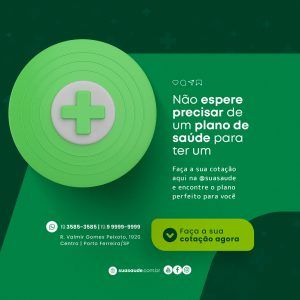 Não espere
precisar de
um plano de
saúde para
ter um
Faça a sua cotação
aqui na @suasaude
e encontre o plano
perfeito para você
Faça a sua
cotação agora
12 3585-3585 | 12 9 9999-9999
R. Valmir Gomes Peixoto, 1920
Centro | Porto Ferreira/SP
suasaude.com.br